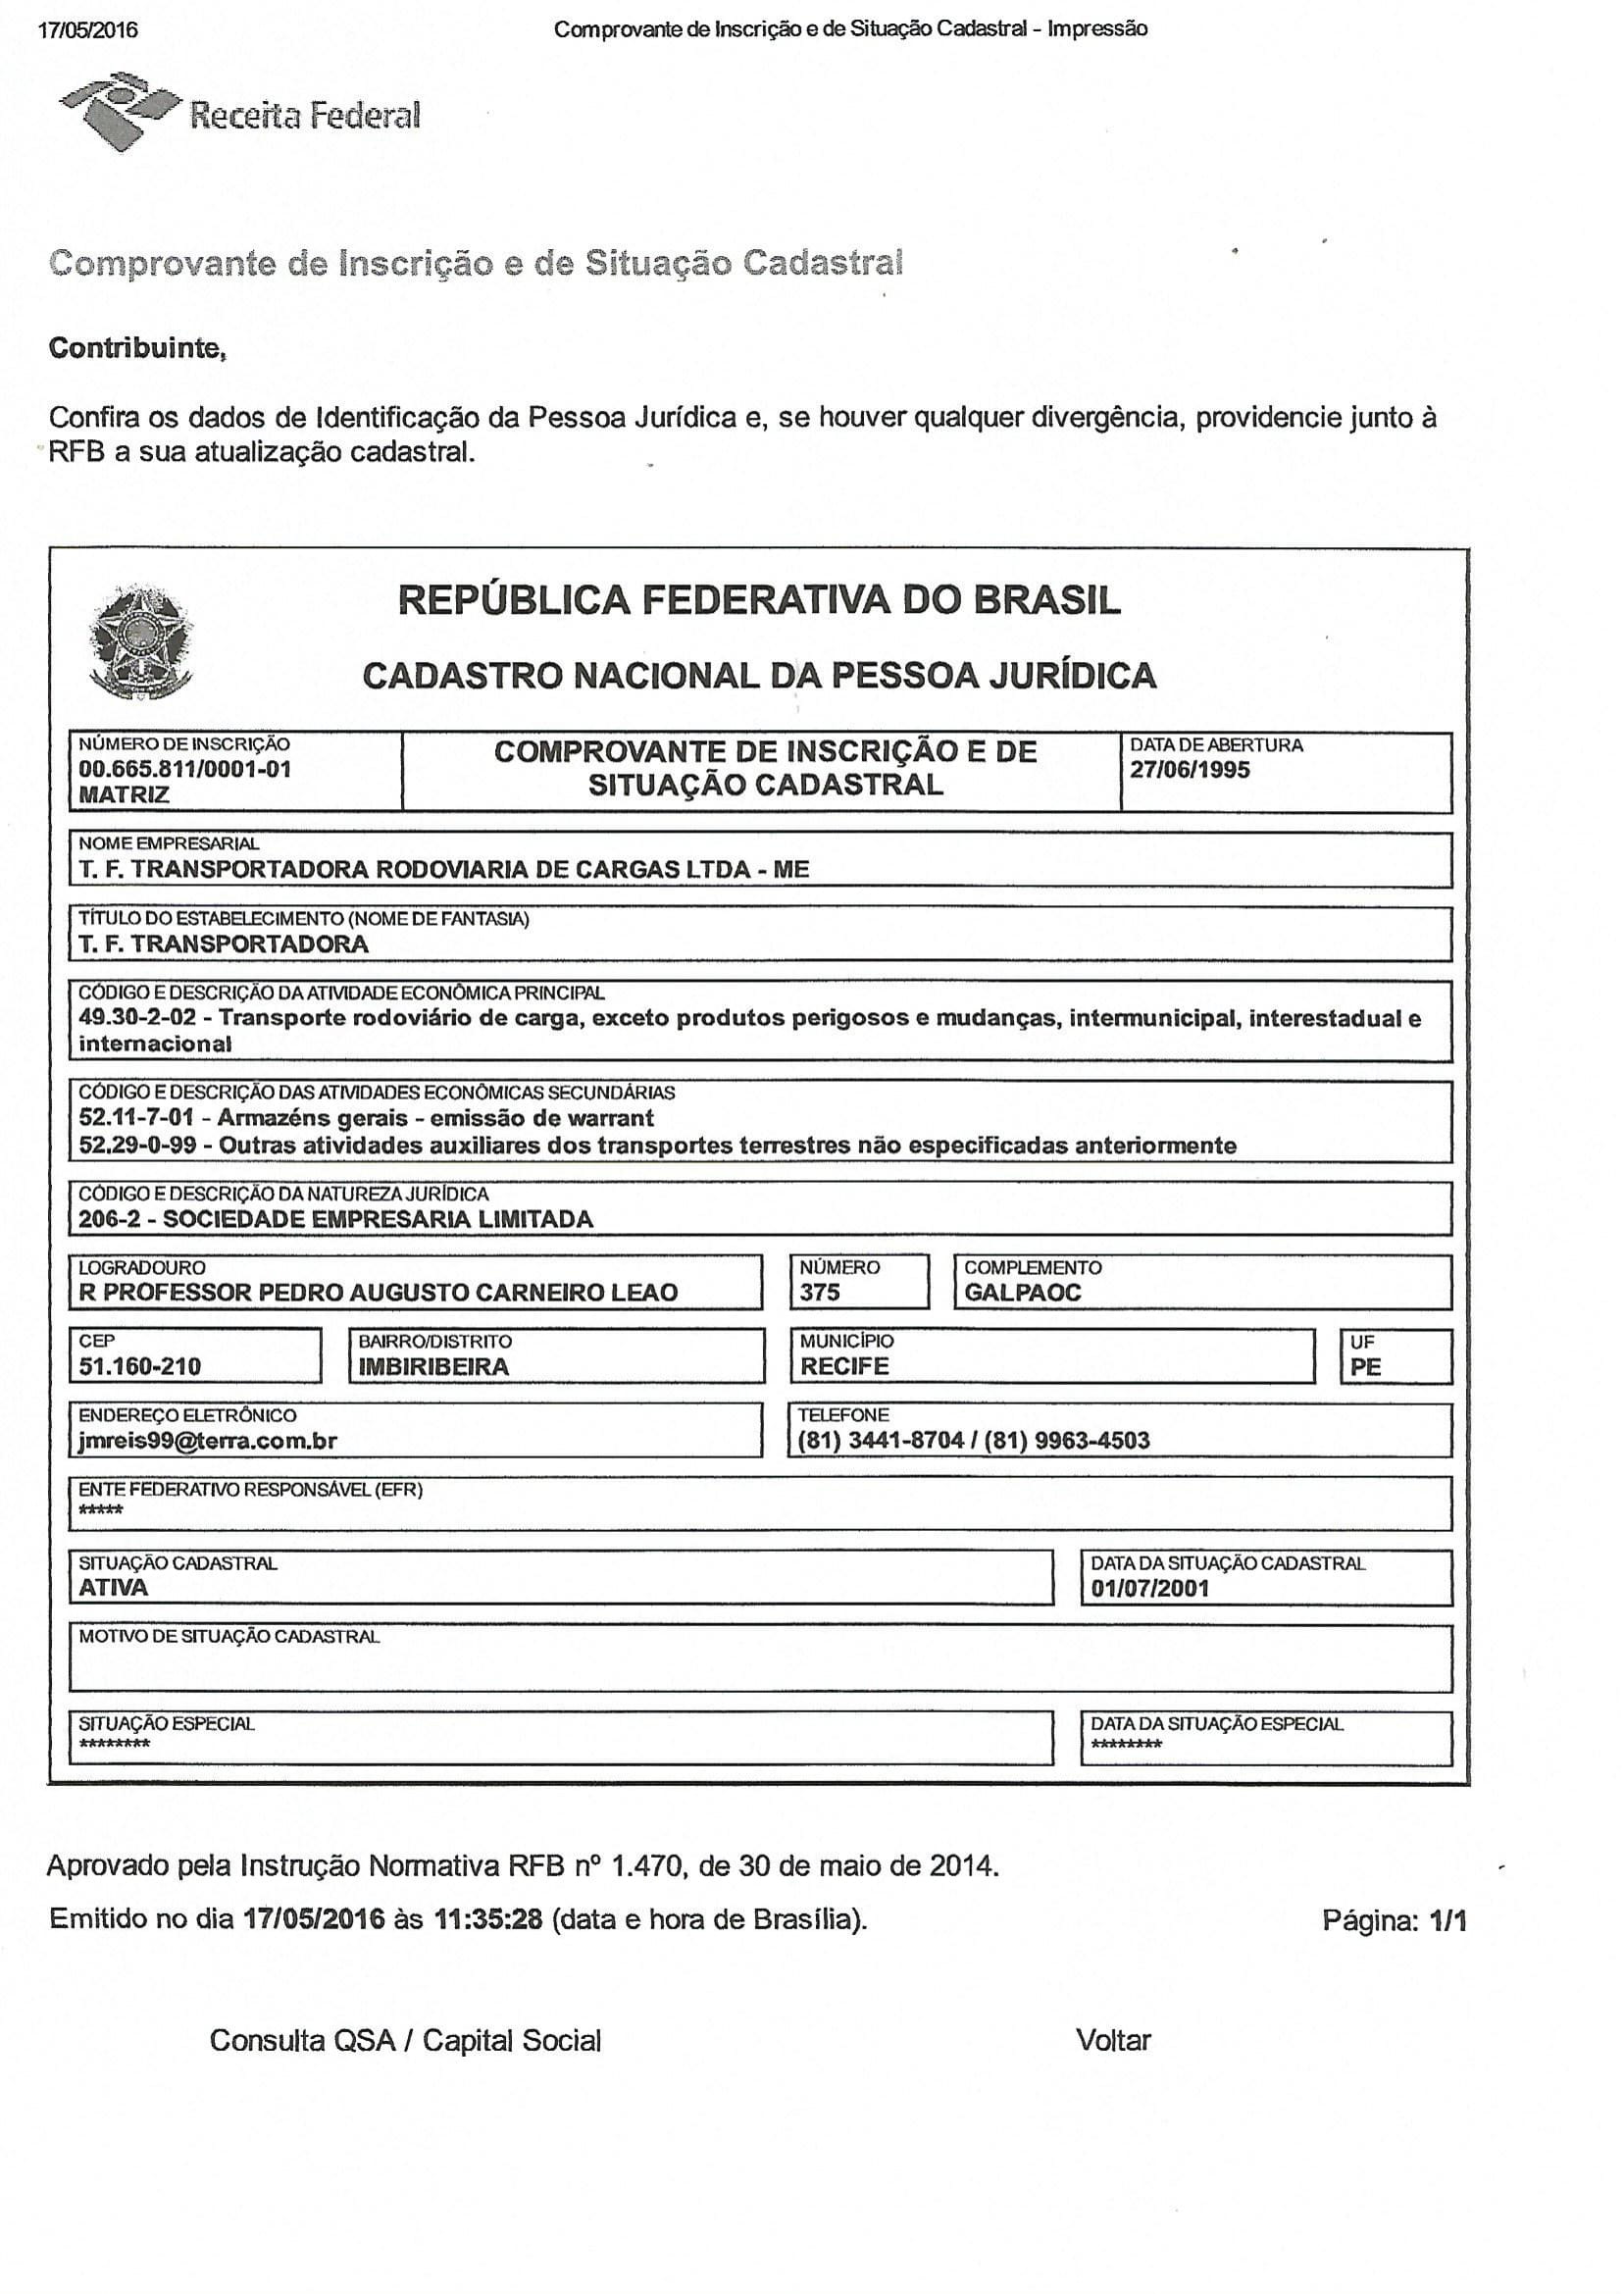 17/05/2016 Comprovante de Inscrição e de Situação Cadastral - Impressão
Receita Federal
Comprovante de Inscrição e de Situação Cadastral
Contribuinte,
Confira os dados de Identificação da Pessoa Jurídica e, se houver qualquer divergência, providencie junto à
RFB a sua atualização cadastral.
REPÚBLICA FEDERATIVA DO BRASIL
CADASTRO NACIONAL DA PESSOA JURÍDICA
NÚMERO DE INSCRIÇÃO
00.665.811/0001-01
MATRIZ
COMPROVANTE DE INSCRIÇÃO E DE
SITUAÇÃO CADASTRAL
DATA DE ABERTURA
27/06/1995
NOME EMPRESARIAL
T. F. TRANSPORTADORA RODOVIARIA DE CARGAS LTDA - ME
TÍTULO DO ESTABELECIMENTO (NOME DE FANTASIA)
T. F. TRANSPORTADORA
CÓDIGO E DESCRIÇÃO DA ATIVIDADE ECONÔMICA PRINCIPAL
49.30-2-02 - Transporte rodoviário de carga, exceto produtos perigosos e mudanças, intermunicipal, interestadual e
internacional
CÓDIGO E DESCRIÇÃO DAS ATIVIDADES ECONÔMICAS SECUNDÁRIAS
52.11-7-01 - Armazéns gerais - emissão de warrant
52.29-0-99 - Outras atividades auxiliares dos transportes terrestres não especificadas anteriormente
CÓDIGO E DESCRIÇÃO DA NATUREZA JURÍDICA
206-2 - SOCIEDADE EMPRESARIA LIMITADA
LOGRADOURO
R PROFESSOR PEDRO AUGUSTO CARNEIRO LEAO
NÚMERO
375
COMPLEMENTO
GALPAOC
CEP
51.160-210
BAIRRO/DISTRITO
IMBIRIBEIRA
MUNICÍPIO
RECIFE
UF
PE
ENDEREÇO ELETRÔNICO
jmreis99@terra.com.br
TELEFONE
(81) 3441-8704 / (81) 9963-4503
ENTE FEDERATIVO RESPONSÁVEL (EFR)
*****
SITUAÇÃO CADASTRAL
ATIVA
DATA DA SITUAÇÃO CADASTRAL
01/07/2001
MOTIVO DE SITUAÇÃO CADASTRAL
SITUAÇÃO ESPECIAL
********
DATA DA SITUAÇÃO ESPECIAL
********
Aprovado pela Instrução Normativa RFB nº 1.470, de 30 de maio de 2014.
Emitido no dia 17/05/2016 às 11:35:28 (data e hora de Brasília). Página: 1/1
Consulta QSA / Capital Social Voltar